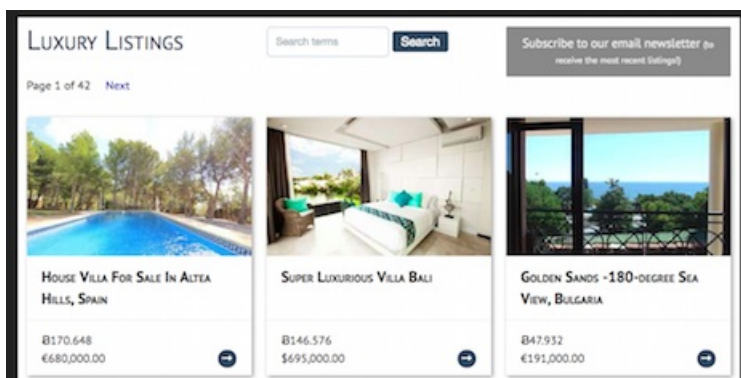 Luxury Listings
Search terms
Search
Subscribe to our email newsletter (to
receive the most recent listings!)
Page 1 of 42 Next
House Villa For Sale In Altea
Hills, Spain
Ƀ170.648
€680,000.00
Super Luxurious Villa Bali
Ƀ146.576
$695,000.00
Golden Sands -180-degree Sea
View, Bulgaria
Ƀ47.932
€191,000.00